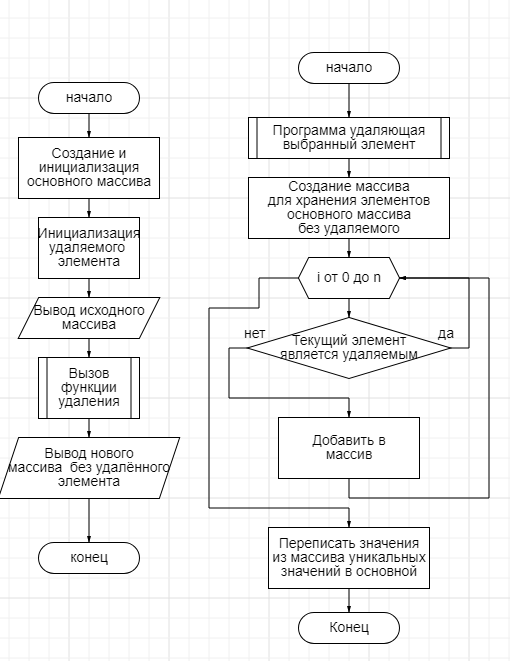 начало
Создание и
инициализация
основного массива
Инициализация
удаляемого
элемента
Вывод исходного
массива
Вызов
функции
удаления
Вывод нового
массива без удалённого
элемента
конец
начало
Программа удаляющая
выбранный элемент
Создание массива
для хранения элементов
основного массива
без удаляемого
i от 0 до n
нет
да
Текущий элемент
является удаляемым
Добавить в
массив
Переписать значения
из массива уникальных
значений в основной
Конец